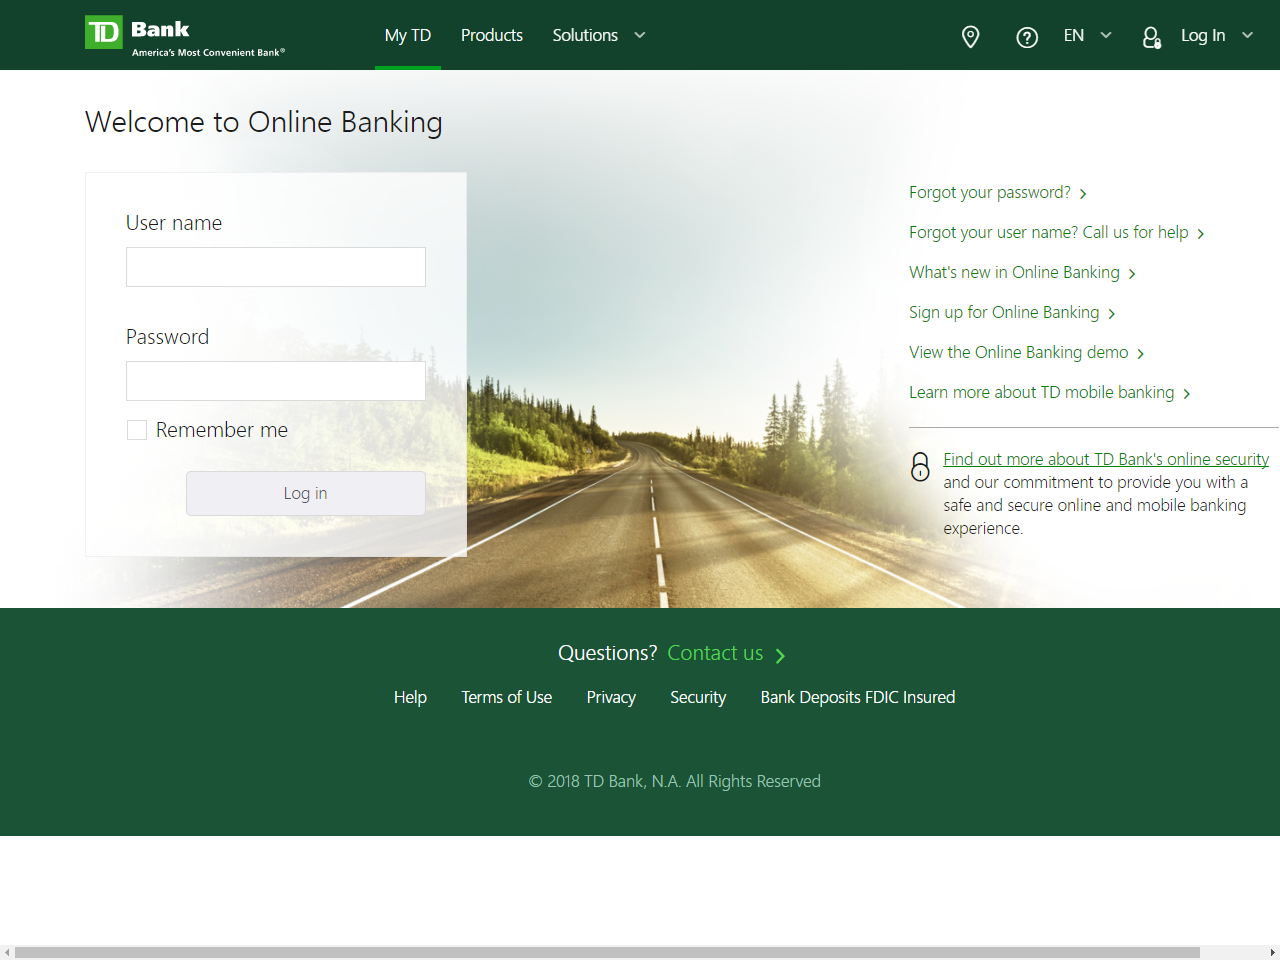 TD Bank
America's Most Convenient Bank®
My TD Products Solutions EN Log In
Welcome to Online Banking
User name
Password
Remember me
Log in
Forgot your password?
Forgot your user name? Call us for help
What's new in Online Banking
Sign up for Online Banking
View the Online Banking demo
Learn more about TD mobile banking
Find out more about TD Bank's online security
and our commitment to provide you with a
safe and secure online and mobile banking
experience.
Questions? Contact us
Help Terms of Use Privacy Security Bank Deposits FDIC Insured
© 2018 TD Bank, N.A. All Rights Reserved